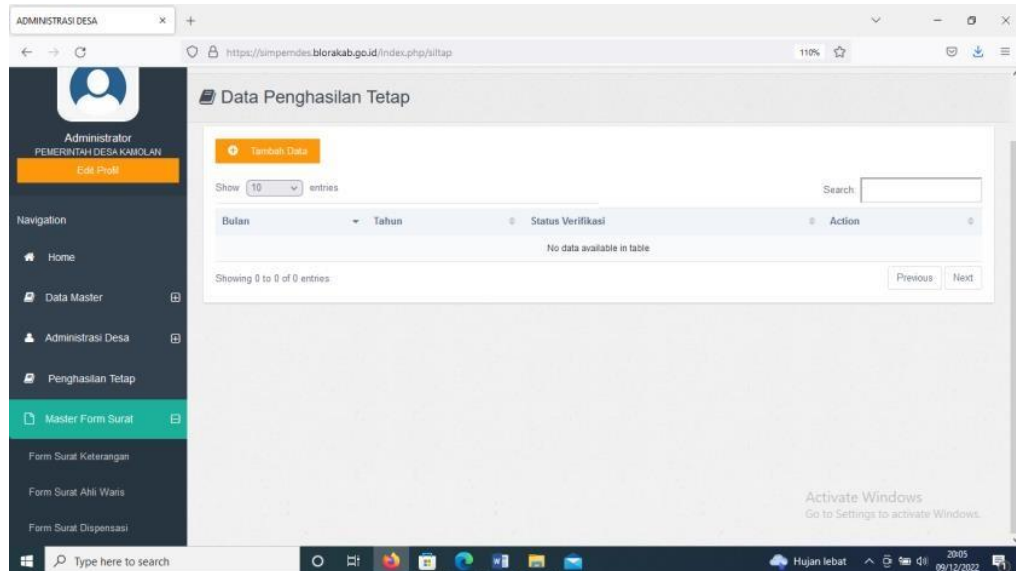 ADMINISTRASI DESA
https://simpemdes.blorakab.go.id/index.php/siltap
110%
Administrator
PEMERINTAH DESA KAMOLAN
Edit Profil
Navigation
Home
Data Master
Administrasi Desa
Penghasilan Tetap
Master Form Surat
Form Surat Keterangan
Form Surat Ahli Waris
Form Surat Dispensasi
Data Penghasilan Tetap
Tambah Data
Show 10 entries
Search:
Bulan Tahun Status Verifikasi Action
No data available in table
Showing 0 to 0 of 0 entries
Previous Next
Activate Windows
Go to Settings to activate Windows.
Type here to search
Hujan lebat
20:05
09/12/2022